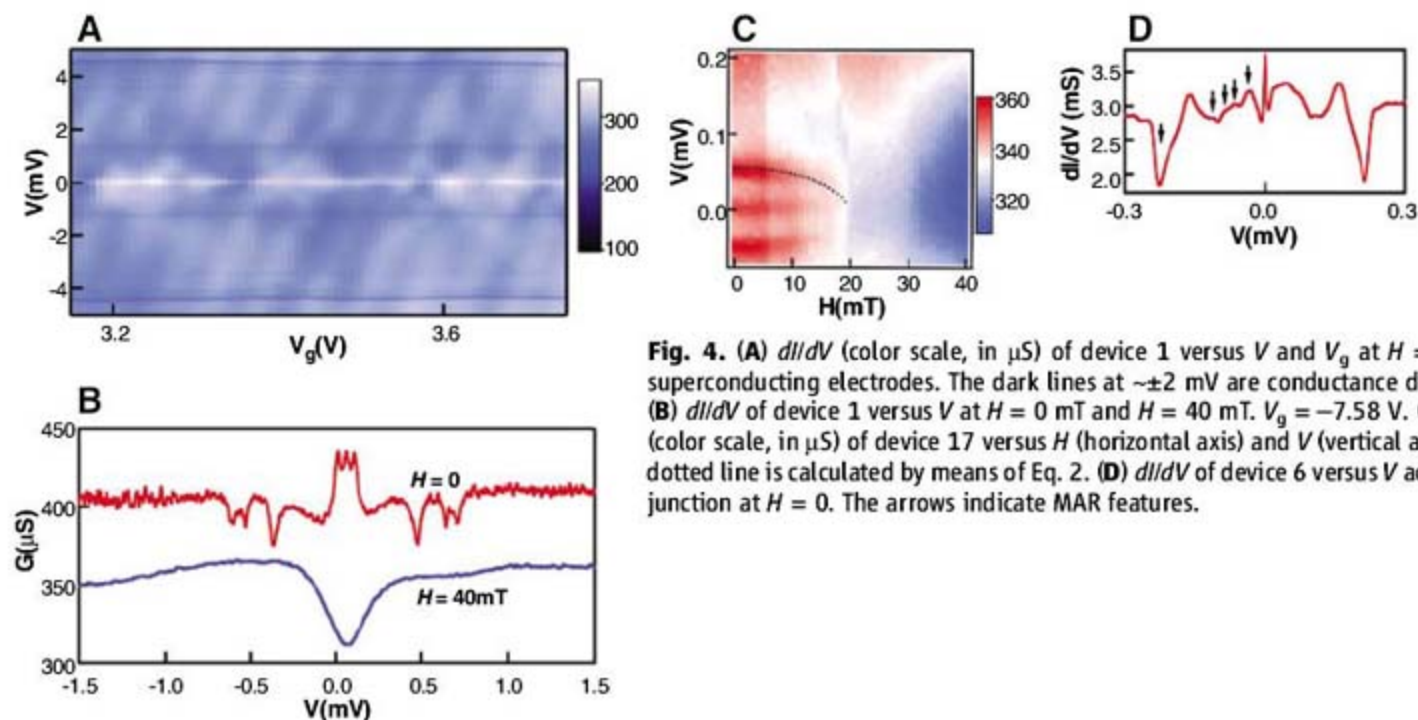 A
V(mV)
4
2
0
-2
-4
3.2
3.6
Vg(V)
300
200
100
B
G(µS)
450
400
350
300
H = 0
H = 40mT
-1.5
-1.0
-0.5
0.0
0.5
1.0
1.5
V(mV)
C
V(mV)
0.2
0.1
0.0
0
10
20
30
40
H(mT)
360
340
320
D
dI/dV (mS)
3.5
3.0
2.5
2.0
-0.3
0.0
0.3
V(mV)
Fig. 4. (A) dI/dV (color scale, in µS) of device 1 versus V and Vg at H =
superconducting electrodes. The dark lines at ~±2 mV are conductance d
(B) dI/dV of device 1 versus V at H = 0 mT and H = 40 mT. Vg = −7.58 V.
(color scale, in µS) of device 17 versus H (horizontal axis) and V (vertical a
dotted line is calculated by means of Eq. 2. (D) dI/dV of device 6 versus V a
junction at H = 0. The arrows indicate MAR features.